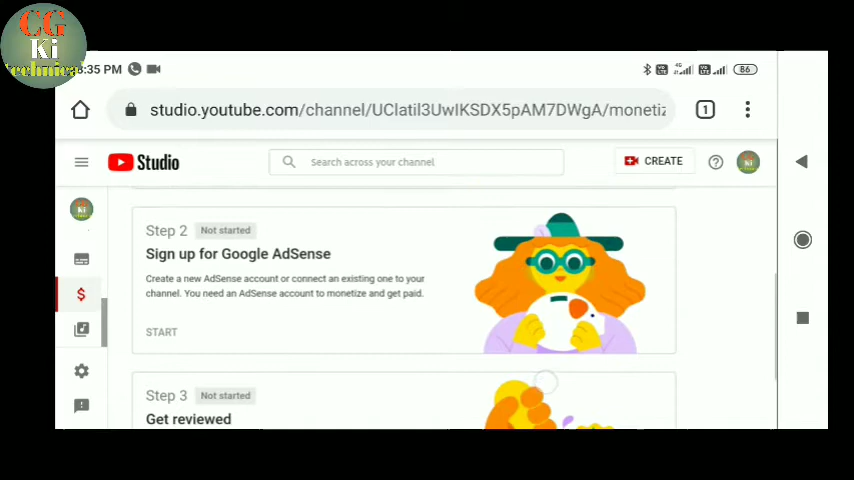 CG
Ki
technical
:35 PM
4G
86
studio.youtube.com/channel/UClatil3UwIKSDX5pAM7DWgA/monetiz
1
Studio
Search across your channel
CREATE
Step 2 Not started
Sign up for Google AdSense
Create a new AdSense account or connect an existing one to your
channel. You need an AdSense account to monetize and get paid.
START
Step 3 Not started
Get reviewed